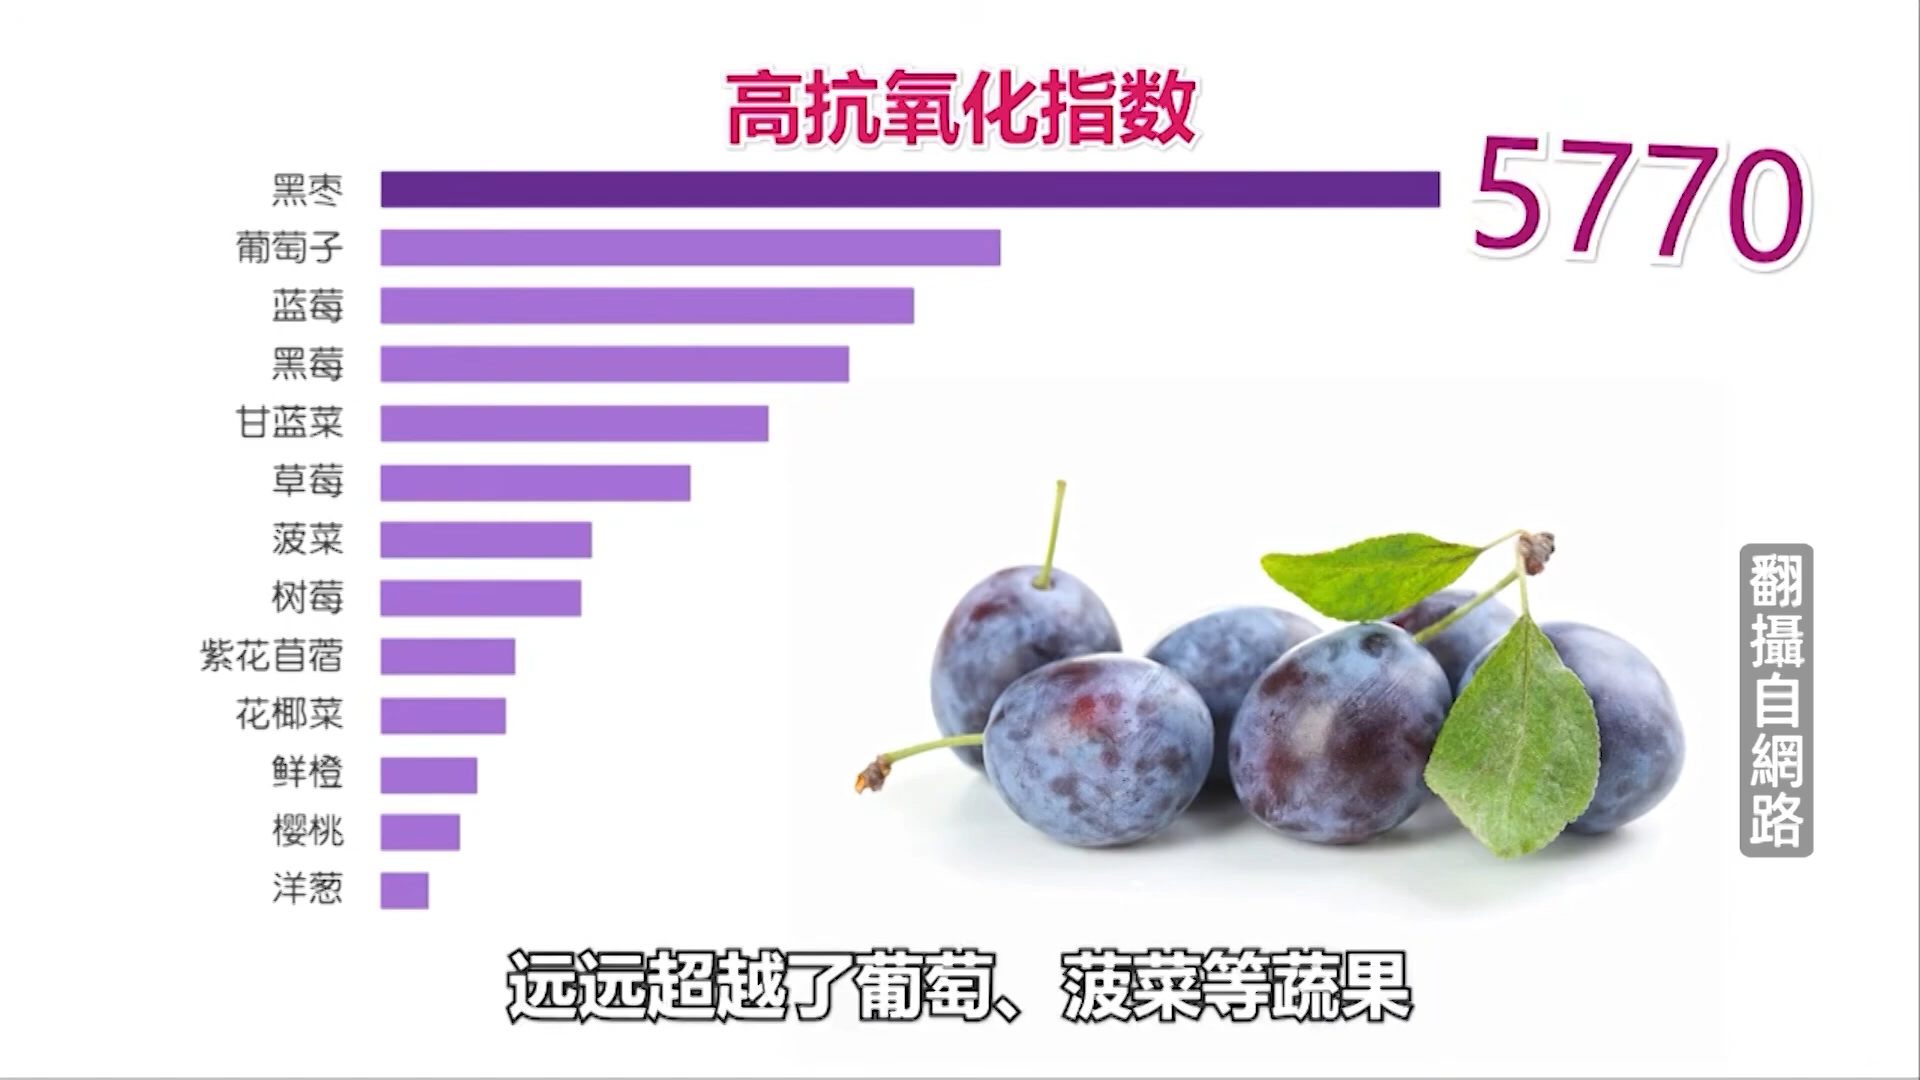 高抗氧化指数
5770
黑枣
葡萄子
蓝莓
黑莓
甘蓝菜
草莓
菠菜
树莓
紫花苜蓿
花椰菜
鲜橙
樱桃
洋葱
翻攝自網路
远远超越了葡萄、菠菜等蔬果